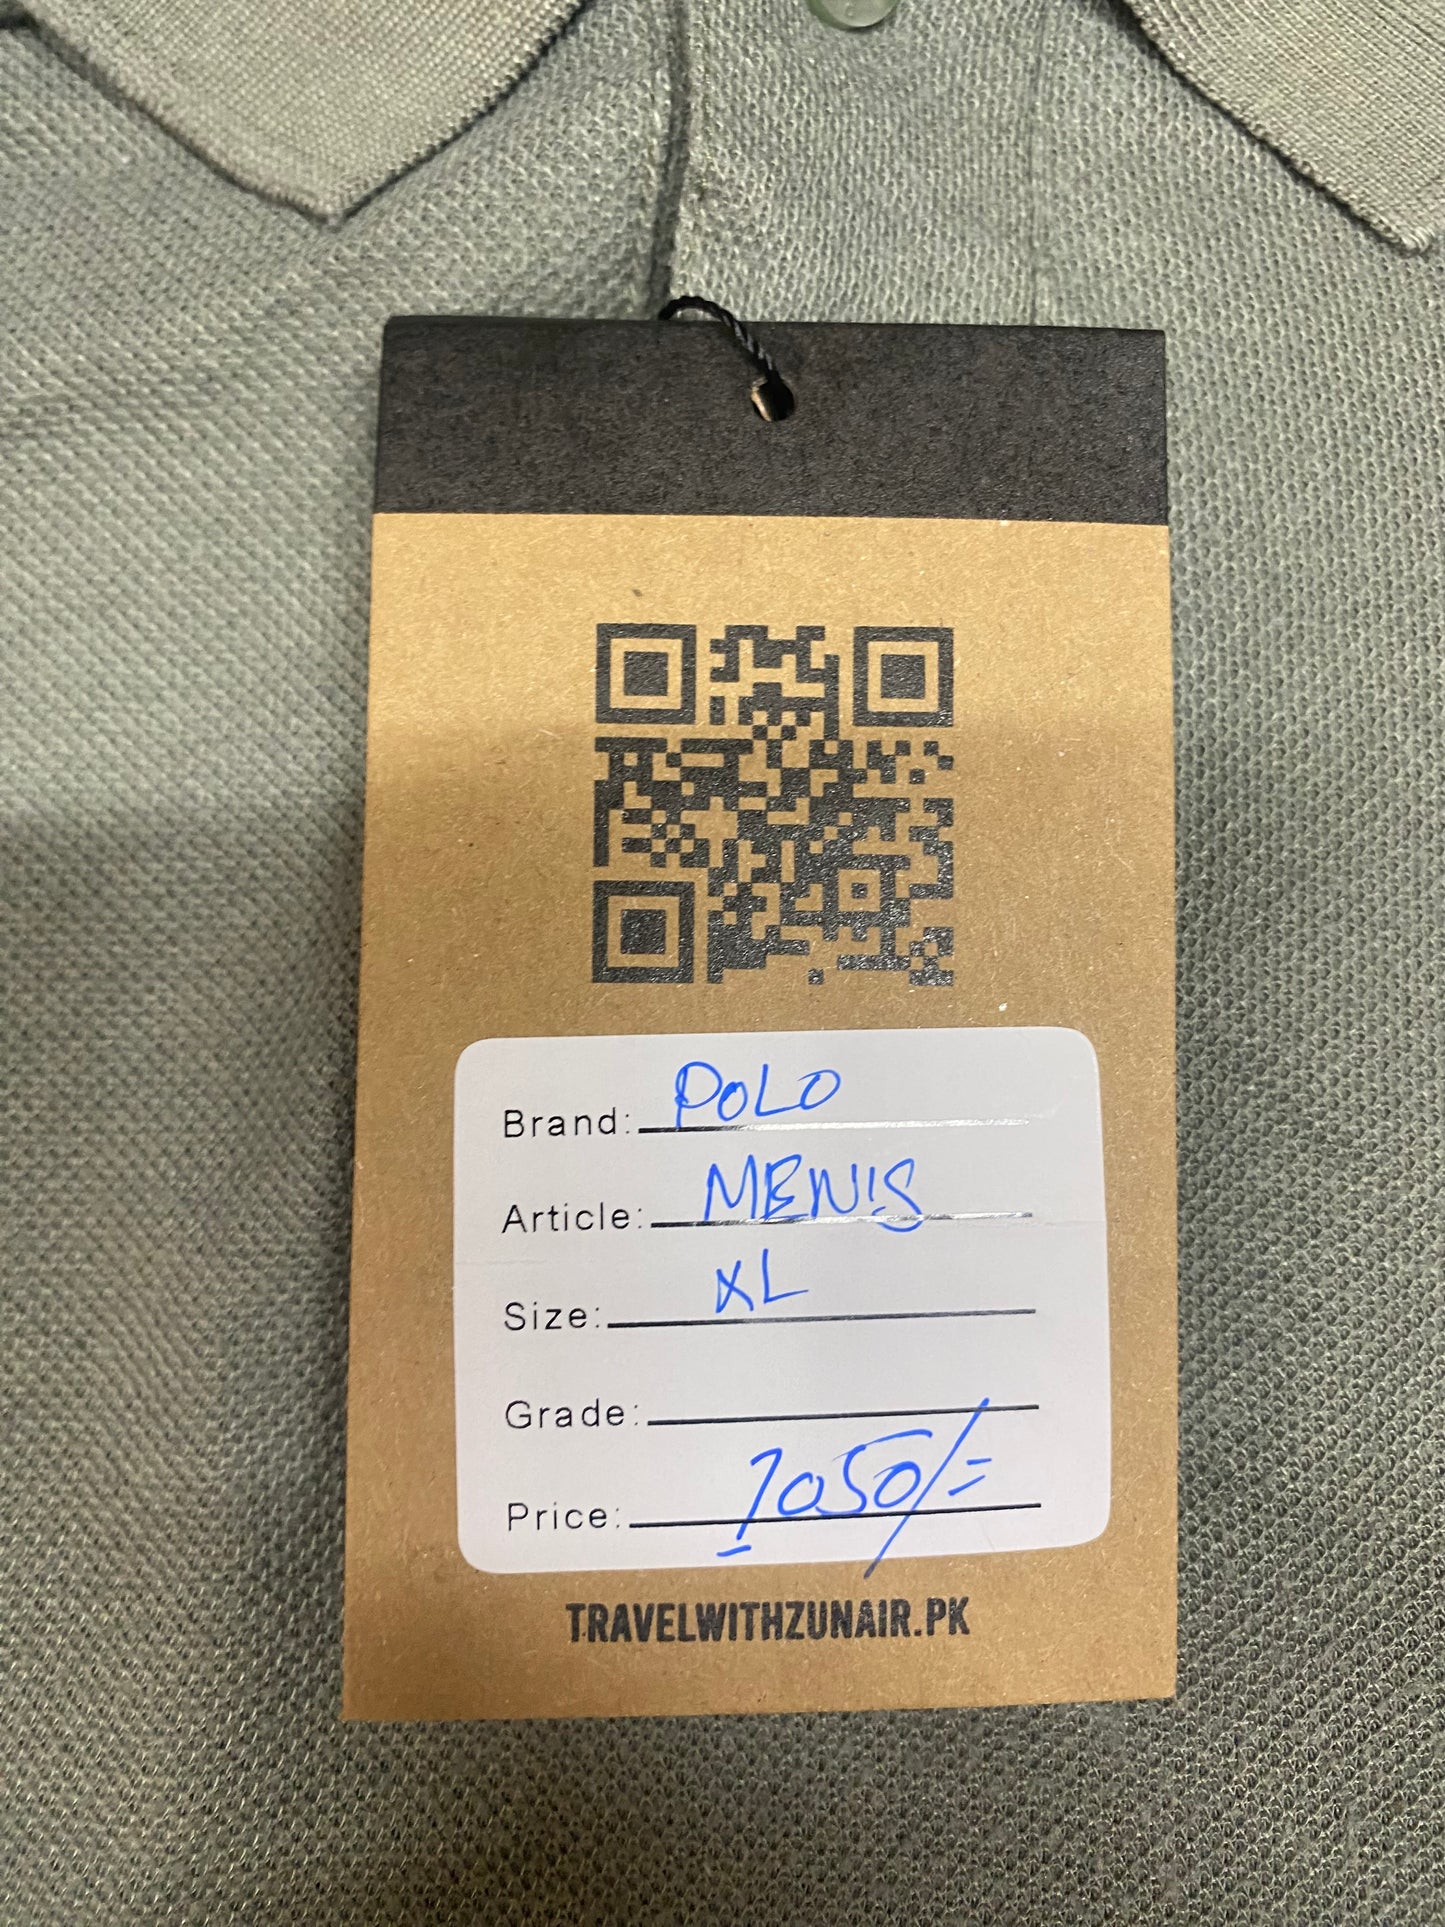 Brand: POLO
Article: MEN'S
Size: XL
Grade:
Price: 1050/=
TRAVELWITHZUNAIR.PK